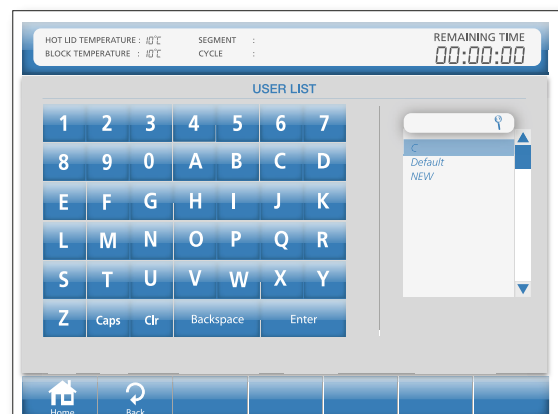 HOT LID TEMPERATURE : 10°C SEGMENT : REMAINING TIME
BLOCK TEMPERATURE : 10°C CYCLE : 00:00:00
USER LIST
1 2 3 4 5 6 7
8 9 0 A B C D
E F G H I J K
L M N O P Q R
S T U V W X Y
Z Caps Clr Backspace Enter
C
Default
NEW
Home Back